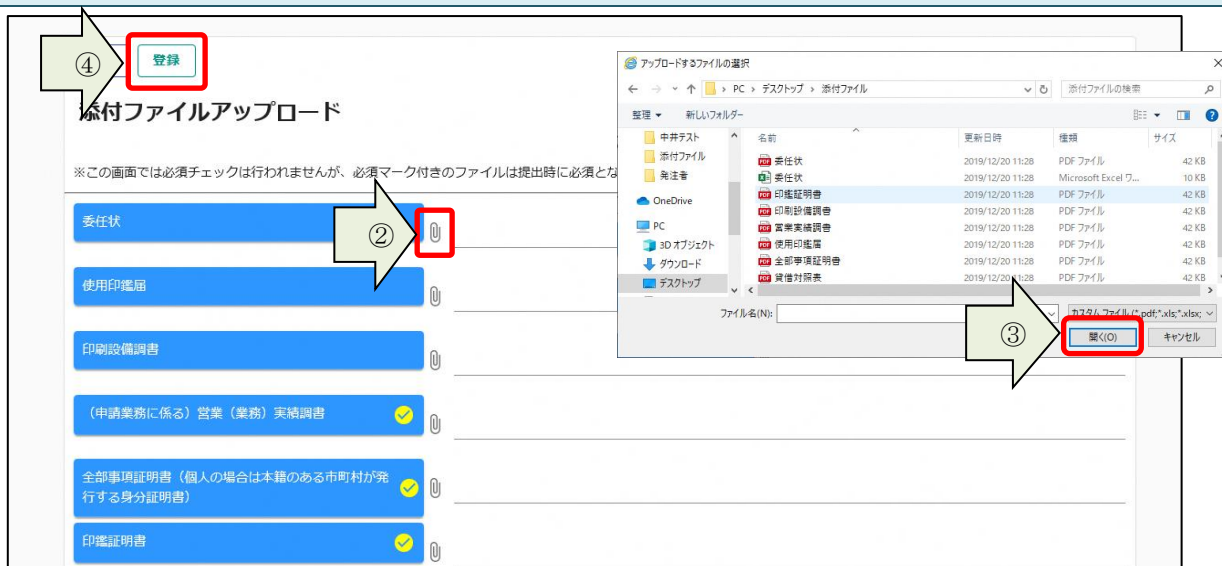 ④
登録
添付ファイルアップロード
※この画面では必須チェックは行われませんが、必須マーク付きのファイルは提出時に必須とな
委任状
②
使用印鑑届
印刷設備調書
（申請業務に係る）営業（業務）実績調書
全部事項証明書（個人の場合は本籍のある市町村が発
行する身分証明書）
印鑑証明書
アップロードするファイルの選択
PC › デスクトップ › 添付ファイル
添付ファイルの検索
整理
新しいフォルダー
中井テスト
添付ファイル
発注者
OneDrive
PC
3D オブジェクト
ダウンロード
デスクトップ
名前 更新日時 種類 サイズ
委任状 2019/12/20 11:28 PDF ファイル 42 KB
委任状 2019/12/20 11:28 Microsoft Excel ワ... 10 KB
印鑑証明書 2019/12/20 11:28 PDF ファイル 42 KB
印刷設備調書 2019/12/20 11:28 PDF ファイル 42 KB
営業実績調書 2019/12/20 11:28 PDF ファイル 42 KB
使用印鑑届 2019/12/20 11:28 PDF ファイル 42 KB
全部事項証明書 2019/12/20 11:28 PDF ファイル 42 KB
貸借対照表 2019/12/20 11:28 PDF ファイル 42 KB
ファイル名(N):
カスタム ファイル (*.pdf;*.xls;*.xlsx;
③
開く(O)
キャンセル